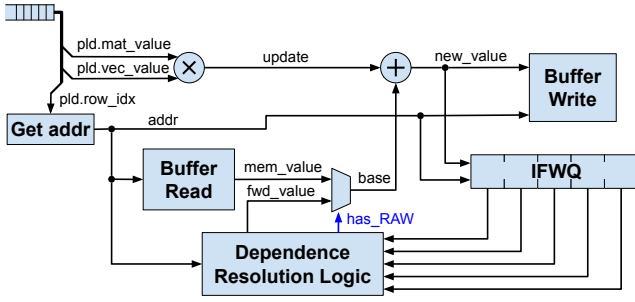 pld.mat_value
pld.vec_value
×
update
+
new_value
Buffer
Write
pld.row_idx
Get addr
addr
Buffer
Read
mem_value
fwd_value
base
IFWQ
has_RAW
Dependence
Resolution Logic